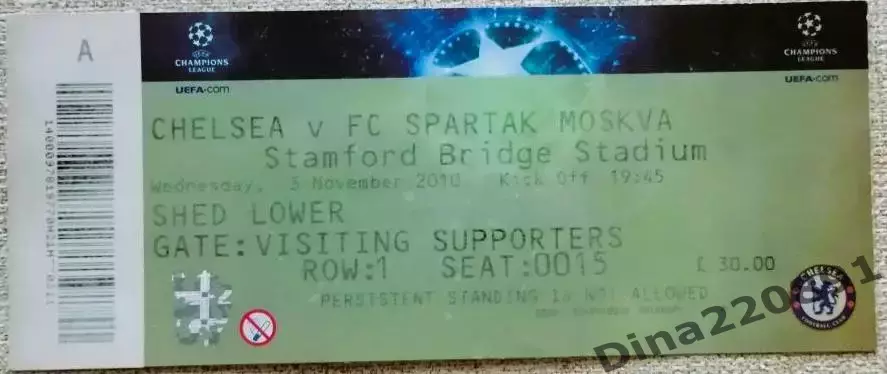 A
UEFA
CHAMPIONS
LEAGUE
UEFA.com
UEFA
CHAMPIONS
LEAGUE
UEFA.com
CHELSEA v FC SPARTAK MOSKVA
Stamford Bridge Stadium
Wednesday, 3 November 2010 Kick Off 19:45
SHED LOWER
GATE:VISITING SUPPORTERS
ROW:1 SEAT:0015 £ 30.00
PERSISTENT STANDING IS NOT ALLOWED
CHELSEA
FOOTBALL CLUB